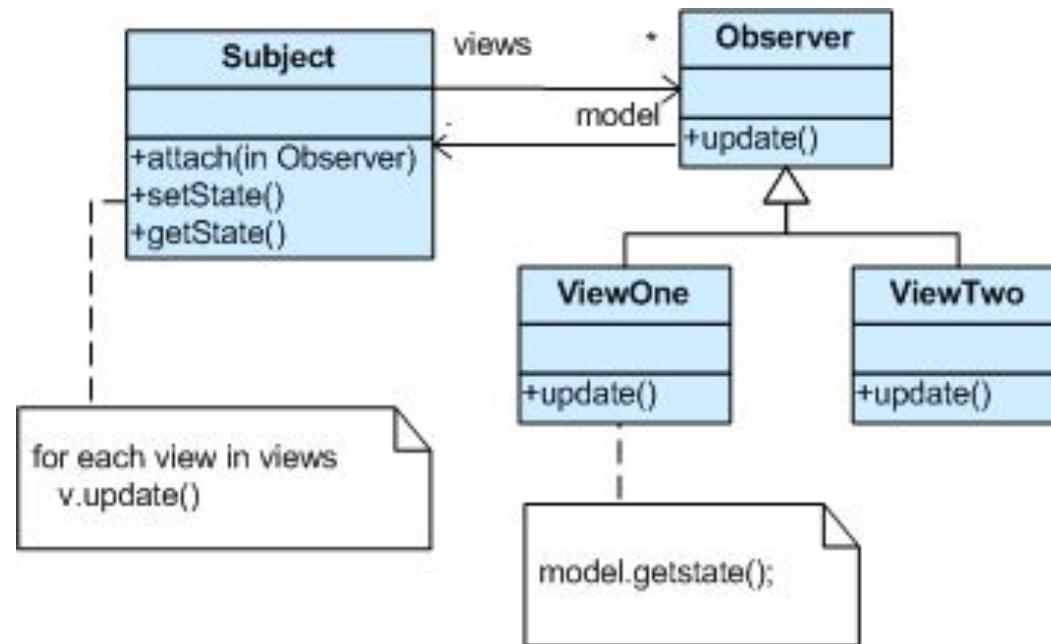 Subject
+attach(in Observer)
+setState()
+getState()
views
*
model
Observer
+update()
ViewOne
+update()
ViewTwo
+update()
for each view in views
v.update()
model.getstate();